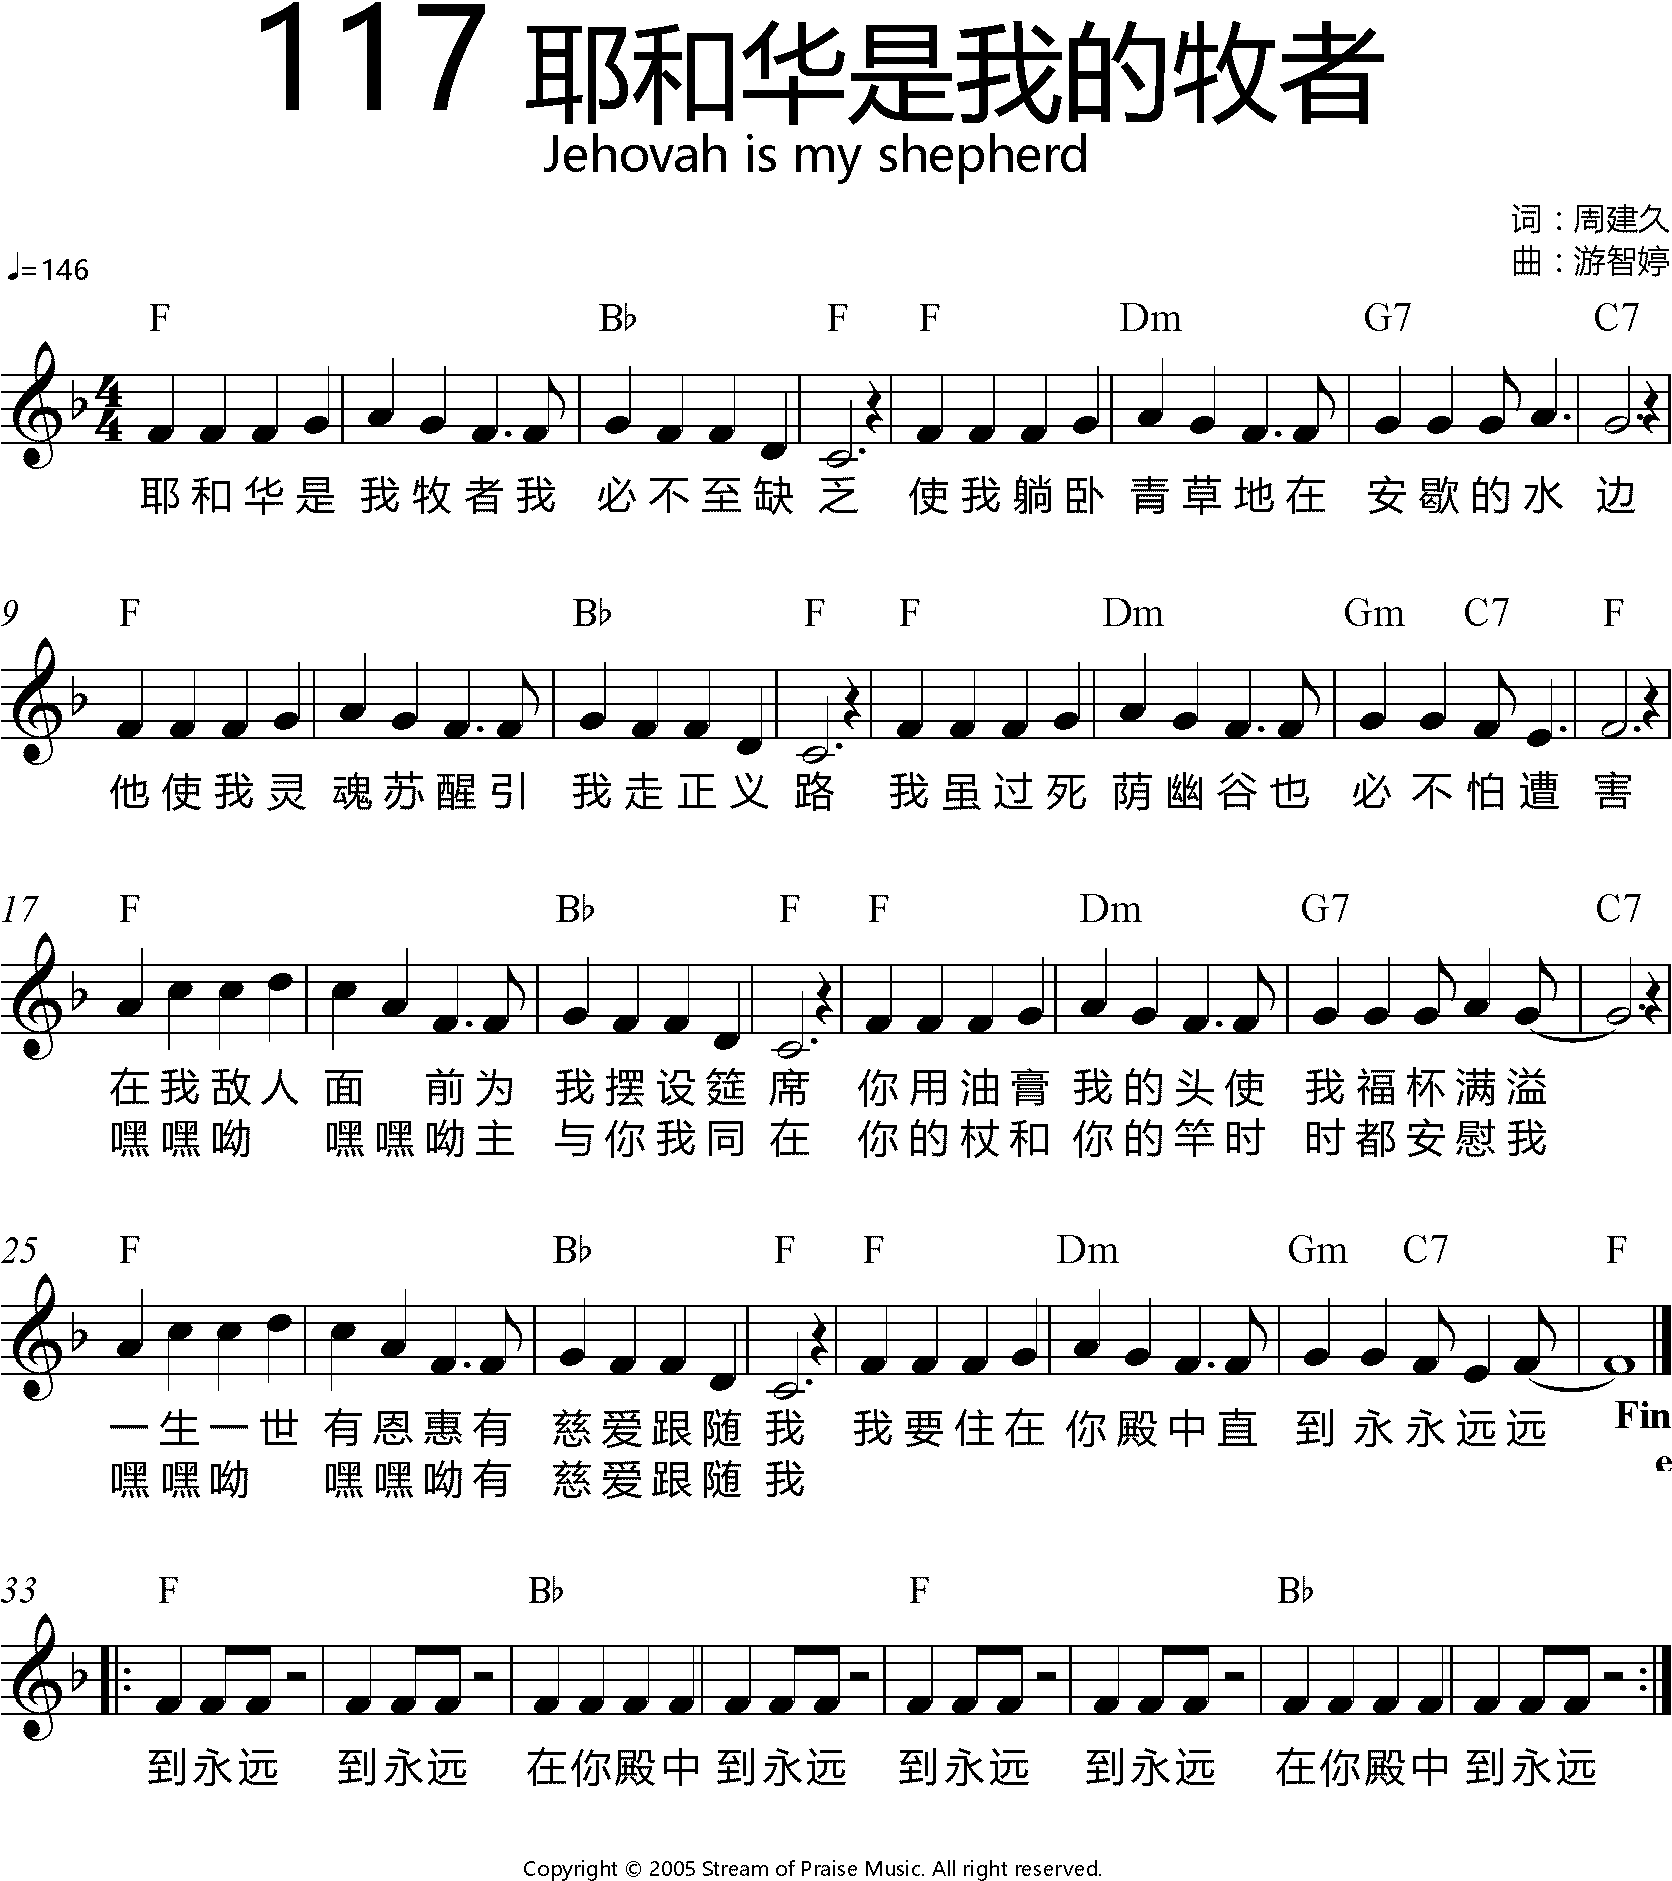 117 耶和华是我的牧者
Jehovah is my shepherd
词：周建久
曲：游智婷
♩=146
F B♭ F F Dm G7 C7
4/4
耶和华是我牧者我必不至缺乏 使我躺卧青草地在安歇的水边
9 F B♭ F F Dm Gm C7 F
他使我灵魂苏醒引我走正义路 我虽过死荫幽谷也必不怕遭害
17 F B♭ F F Dm G7 C7
在我敌人面前为我摆设筵席 你用油膏我的头使我福杯满溢
嘿嘿呦 嘿嘿呦主与你我同在 你的杖和你的竿时时都安慰我
25 F B♭ F F Dm Gm C7 F
一生一世有恩惠有慈爱跟随我 我要住在你殿中直到永永远远 Fin
嘿嘿呦 嘿嘿呦有慈爱跟随我 e
33 F B♭ F B♭
到永远 到永远 在你殿中到永远 到永远 到永远 在你殿中到永远
Copyright © 2005 Stream of Praise Music. All right reserved.